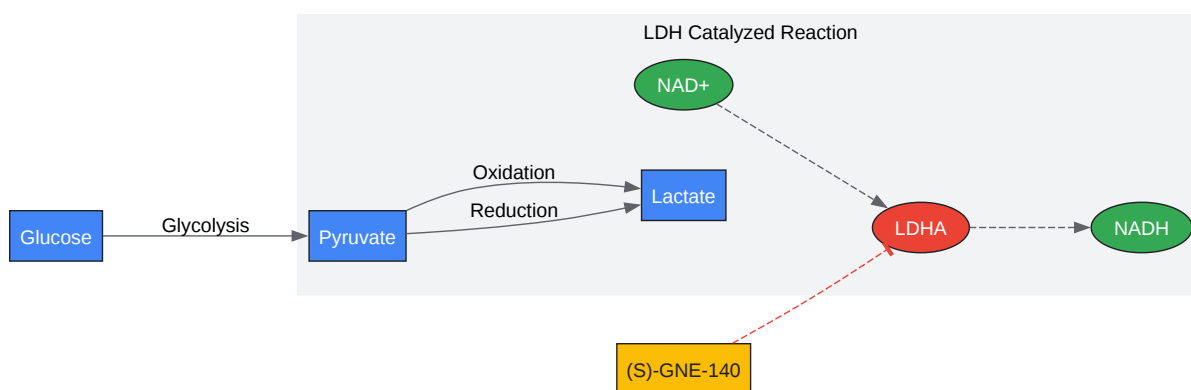 LDH Catalyzed Reaction
NAD+
Oxidation
Lactate
Reduction
Glycolysis
Glucose
Pyruvate
LDHA
NADH
(S)-GNE-140